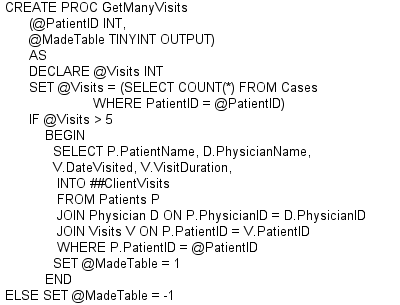 CREATE PROC GetManyVisits
(@PatientID INT,
@MadeTable TINYINT OUTPUT)
AS
DECLARE @Visits INT
SET @Visits = (SELECT COUNT(*) FROM Cases
WHERE PatientID = @PatientID)
IF @Visits > 5
BEGIN
SELECT P.PatientName, D.PhysicianName,
V.DateVisited, V.VisitDuration,
INTO ##ClientVisits
FROM Patients P
JOIN Physician D ON P.PhysicianID = D.PhysicianID
JOIN Visits V ON P.PatientID = V.PatientID
WHERE P.PatientID = @PatientID
SET @MadeTable = 1
END
ELSE SET @MadeTable = -1